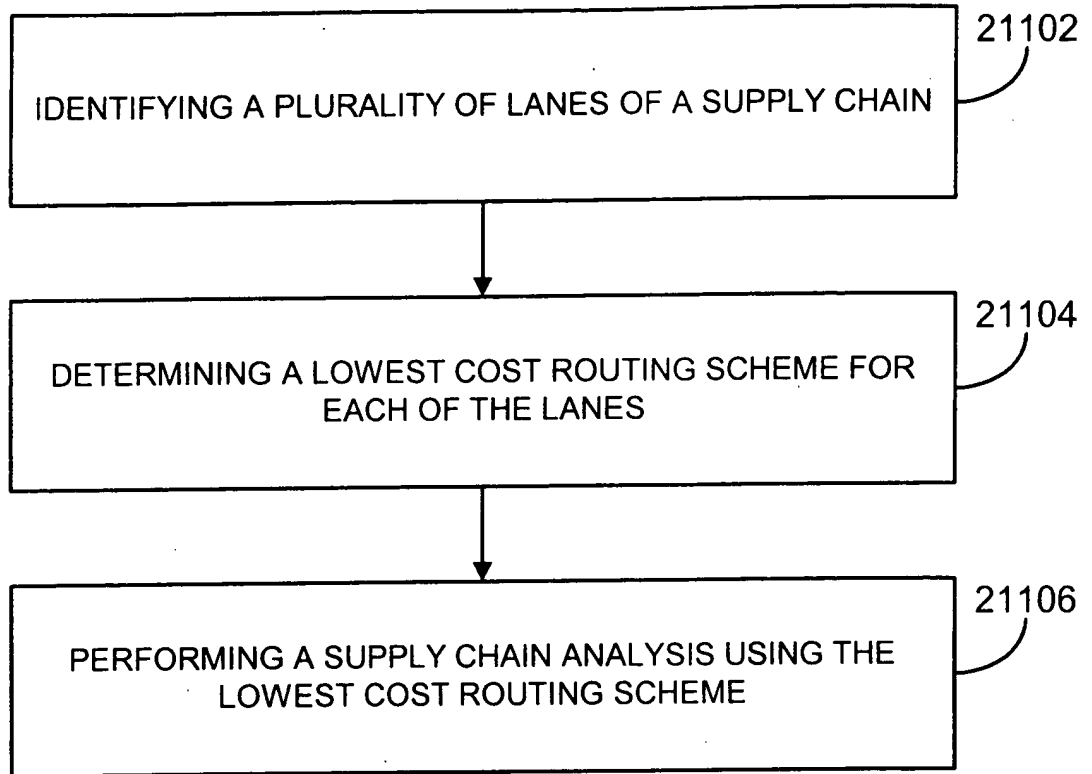 21102
IDENTIFYING A PLURALITY OF LANES OF A SUPPLY CHAIN
21104
DETERMINING A LOWEST COST ROUTING SCHEME FOR
EACH OF THE LANES
21106
PERFORMING A SUPPLY CHAIN ANALYSIS USING THE
LOWEST COST ROUTING SCHEME